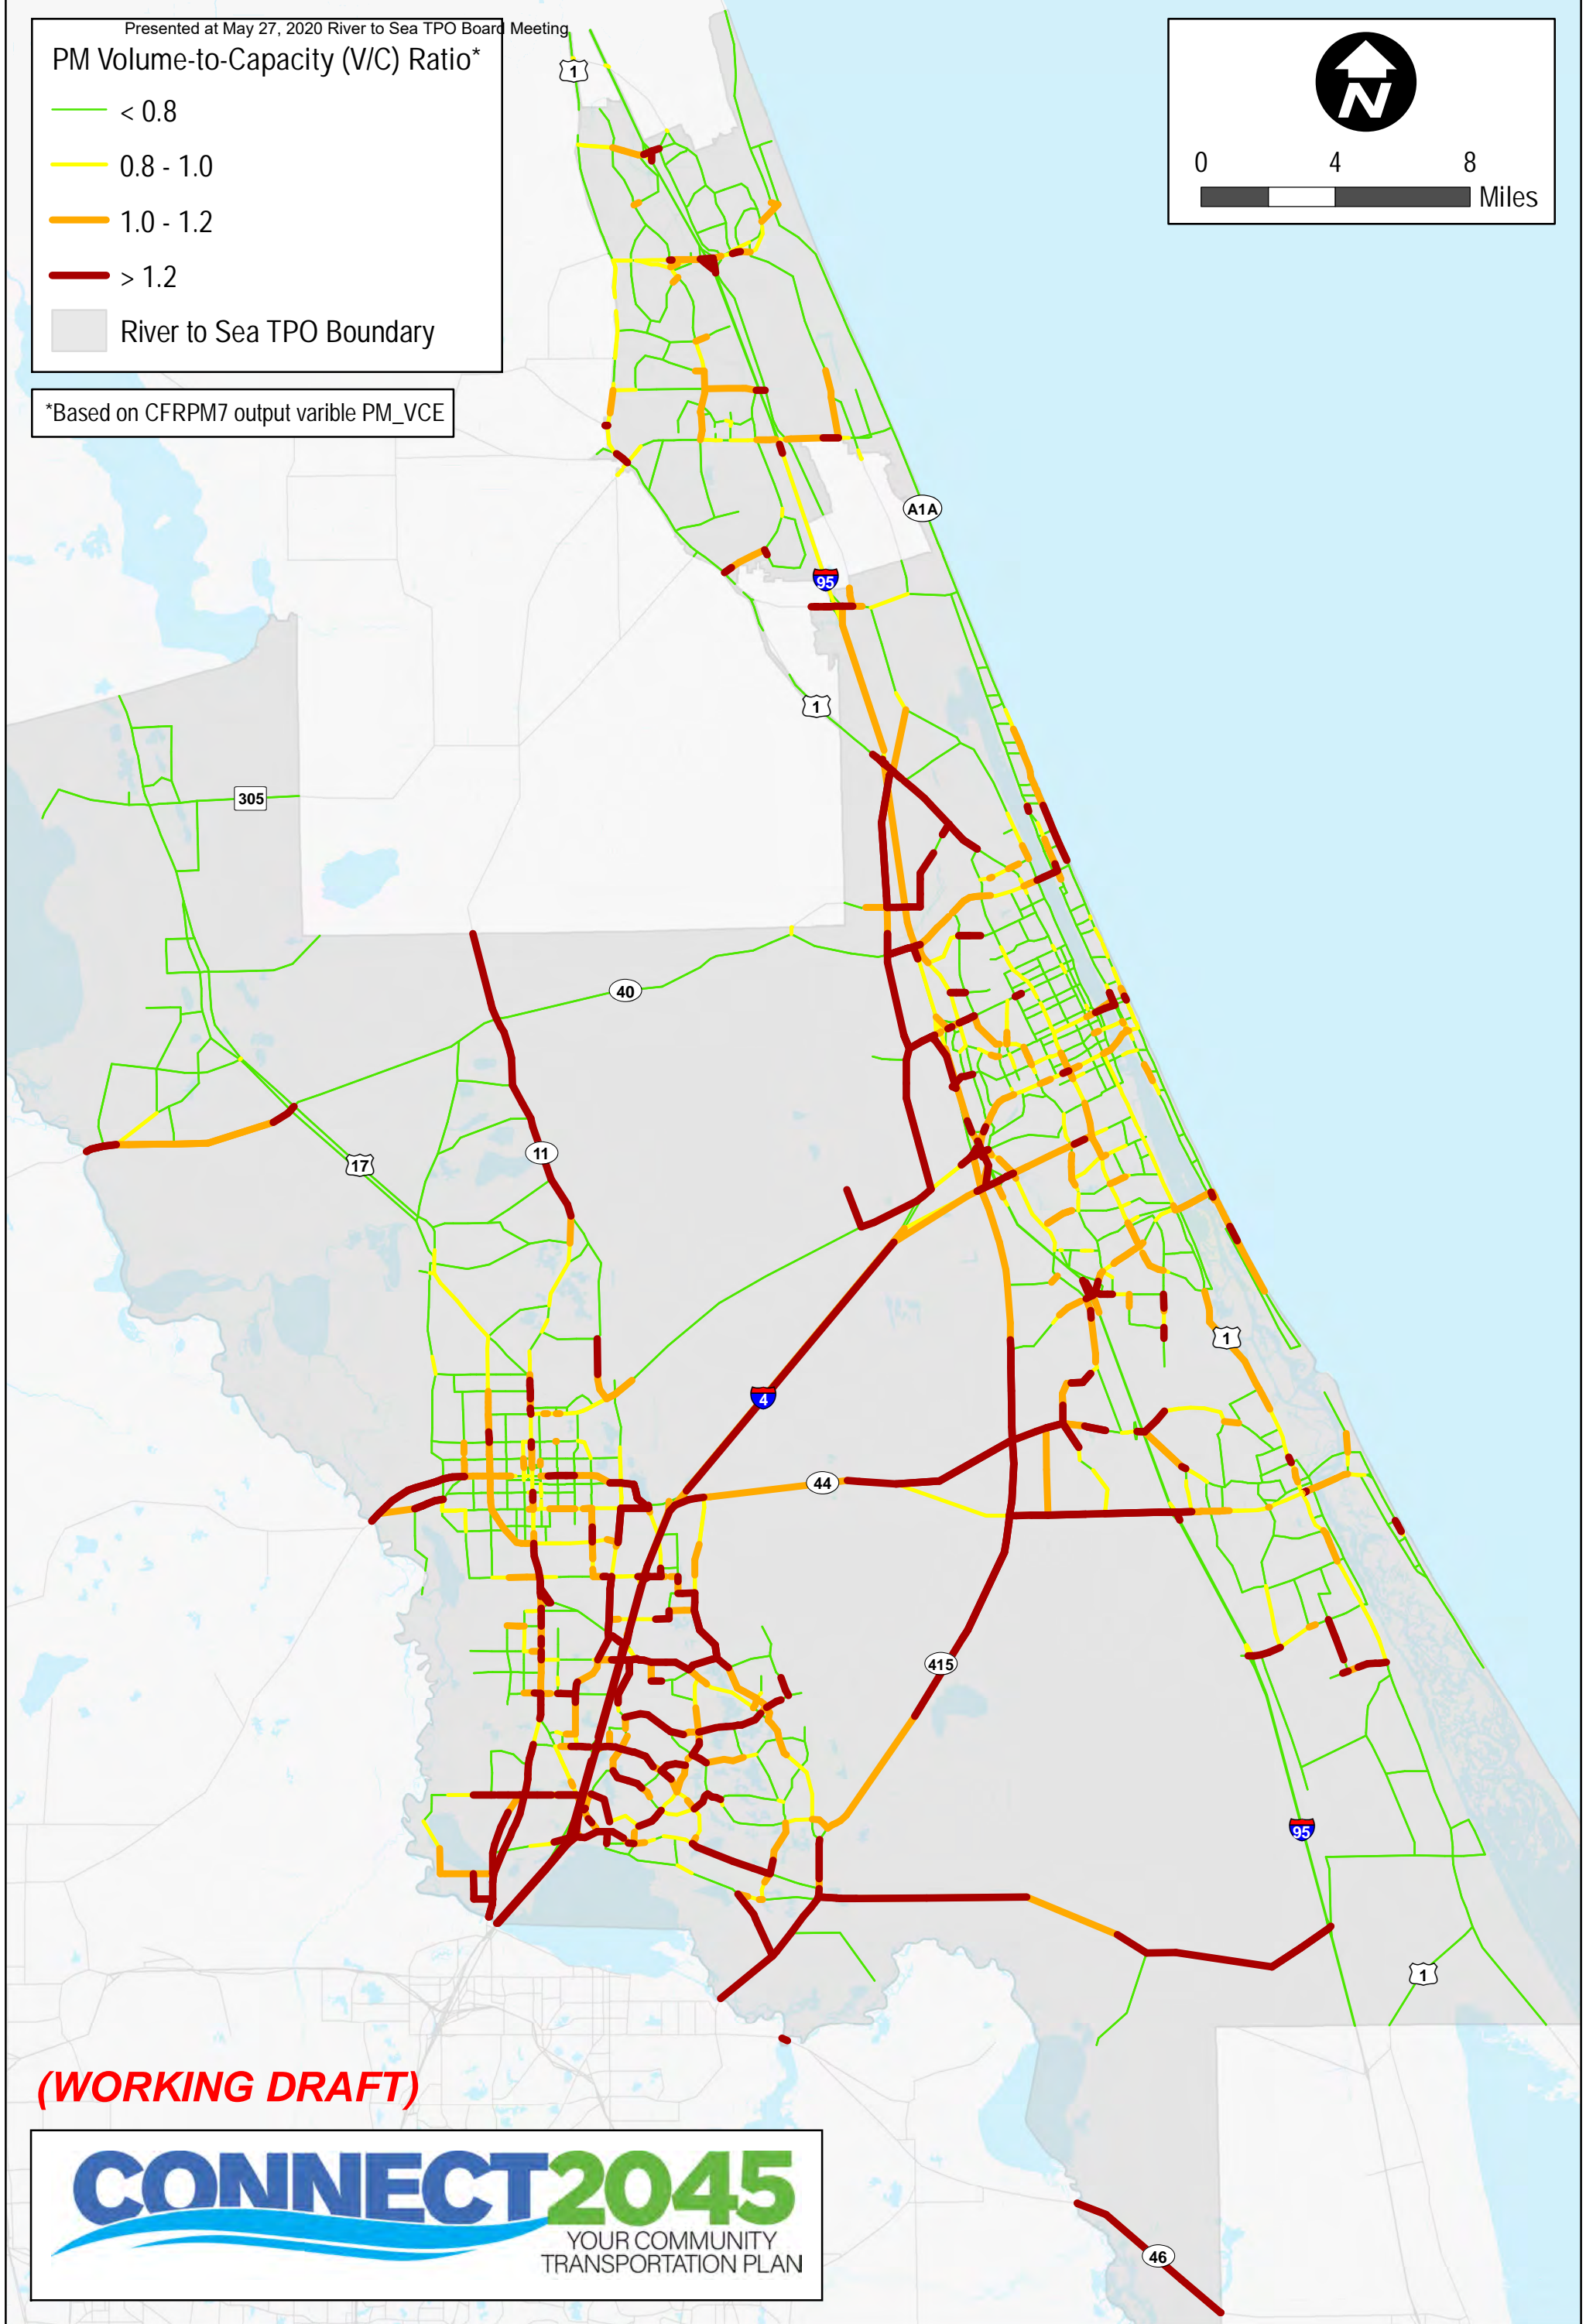 Presented at May 27, 2020 River to Sea TPO Board Meeting
PM Volume-to-Capacity (V/C) Ratio*
< 0.8
0.8 - 1.0
1.0 - 1.2
> 1.2
River to Sea TPO Boundary
*Based on CFRPM7 output varible PM_VCE
N
0 4 8
Miles
1
A1A
95
1
305
40
11
17
1
4
44
415
95
1
46
(WORKING DRAFT)
CONNECT2045
YOUR COMMUNITY
TRANSPORTATION PLAN